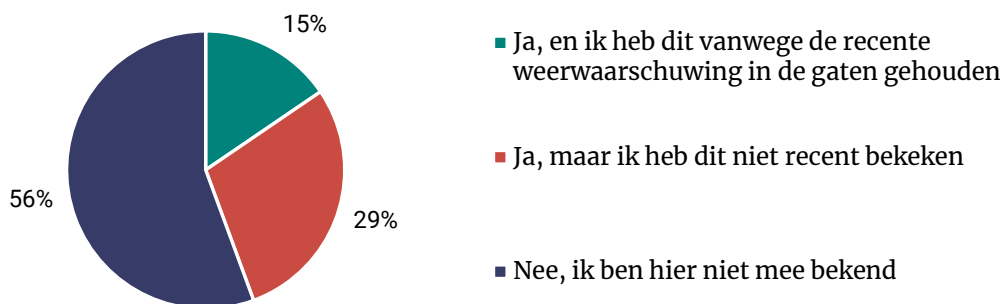 15%
29%
56%
Ja, en ik heb dit vanwege de recente
weerwaarschuwing in de gaten gehouden
Ja, maar ik heb dit niet recent bekeken
Nee, ik ben hier niet mee bekend